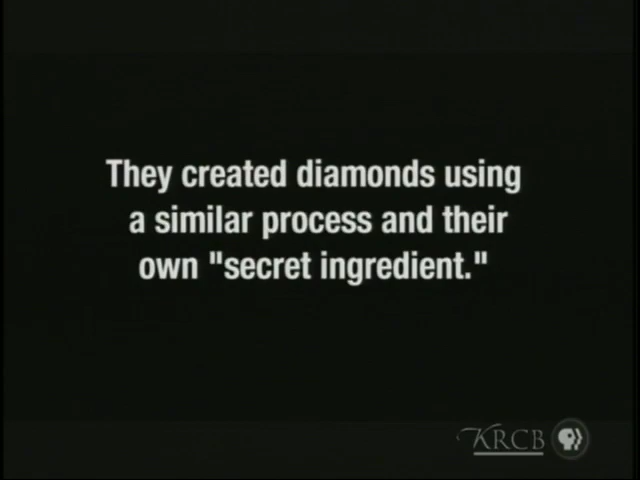 They created diamonds using
a similar process and their
own "secret ingredient."
KRCB